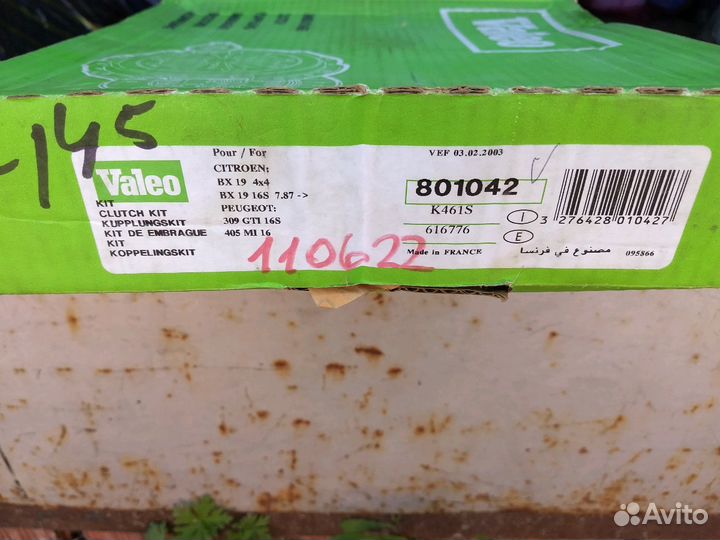 Valeo
-145
Valeo
KIT
CLUTCH KIT
KUPPLUNGSKIT
KIT DE EMBRAGUE
KIT
KOPPELINGSKIT
Pour / For
CITROEN:
BX 19 4x4
BX 19 16S 7.87 ->
PEUGEOT:
309 GTI 16S
405 MI 16
110622
VEF 03.02.2003
801042
K461S
616776
Made in FRANCE
I
E
3 276428 010427
مصنوع في فرنسا
095866
Avito